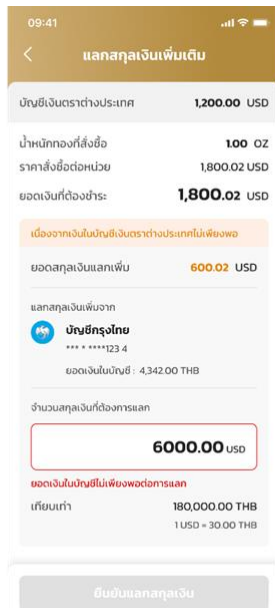 09:41
แลกสกุลเงินเพิ่มเติม
บัญชีเงินตราต่างประเทศ 1,200.00 USD
น้ำหนักทองที่สั่งซื้อ 1.00 OZ
ราคาสั่งซื้อต่อหน่วย 1,800.02 USD
ยอดเงินที่ต้องชำระ 1,800.02 USD
เนื่องจากเงินในบัญชีเงินตราต่างประเทศไม่เพียงพอ
ยอดสกุลเงินแลกเพิ่ม 600.02 USD
แลกสกุลเงินเพิ่มจาก
บัญชีกรุงไทย
*** * ****123 4
ยอดเงินในบัญชี : 4,342.00 THB
จำนวนสกุลเงินที่ต้องการแลก
6000.00 USD
ยอดเงินในบัญชีไม่เพียงพอต่อการแลก
เทียบเท่า 180,000.00 THB
1 USD = 30.00 THB
ยืนยันแลกสกุลเงิน